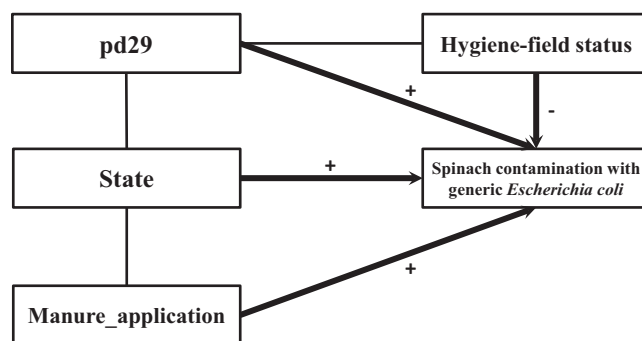 pd29
Hygiene-field status
+
-
State
+
Spinach contamination with
generic Escherichia coli
+
Manure_application